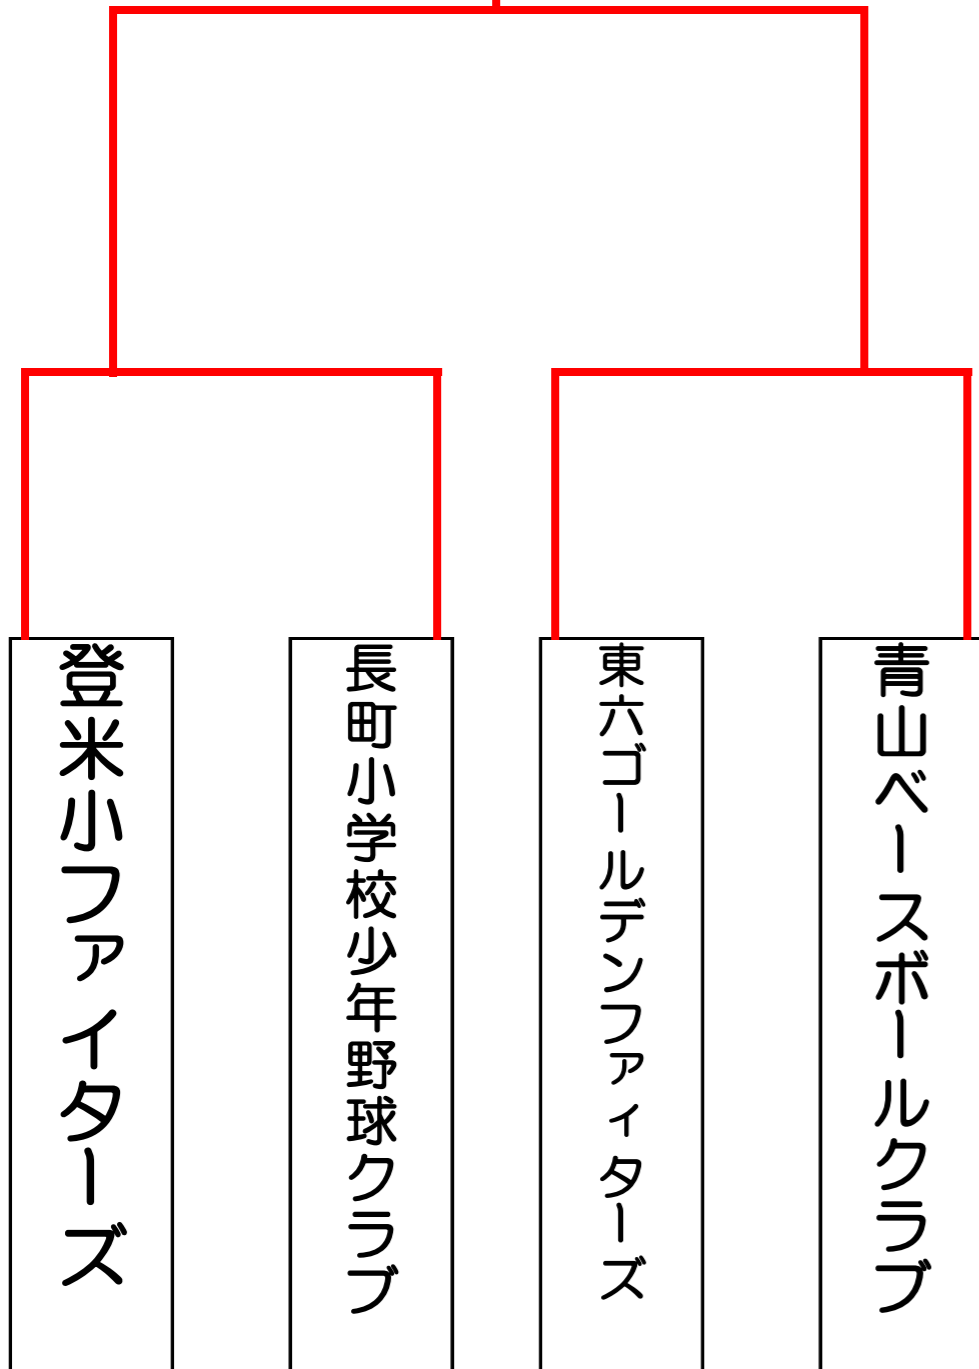 登米小ファイターズ
長町小学校少年野球クラブ
東六ゴールデンファィターズ
青山ベースボールクラブ